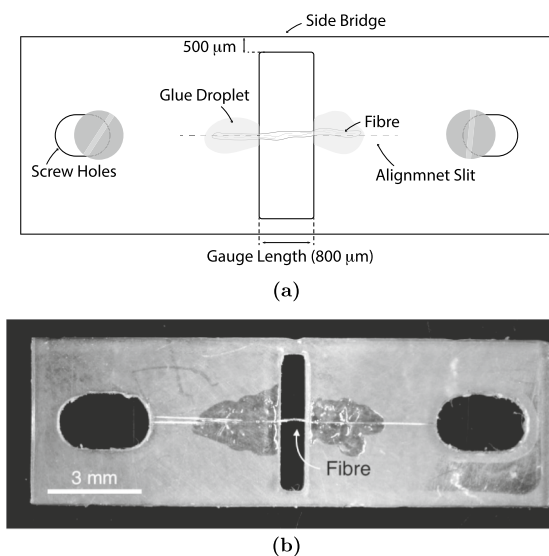 Side Bridge
500 μm
Glue Droplet
Fibre
Screw Holes
Alignmnet Slit
Gauge Length (800 μm)
(a)
3 mm
Fibre
(b)